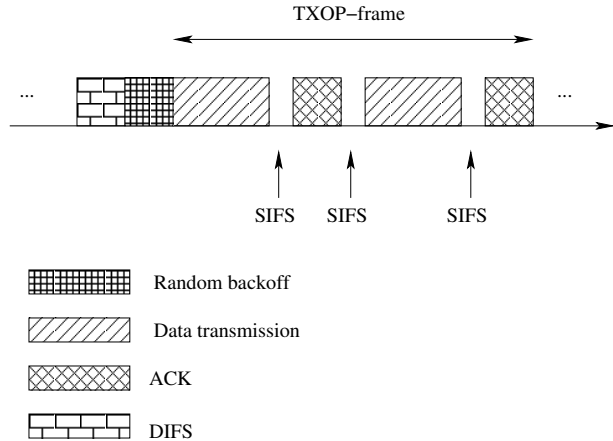 TXOP–frame
... ...
SIFS SIFS SIFS
Random backoff
Data transmission
ACK
DIFS